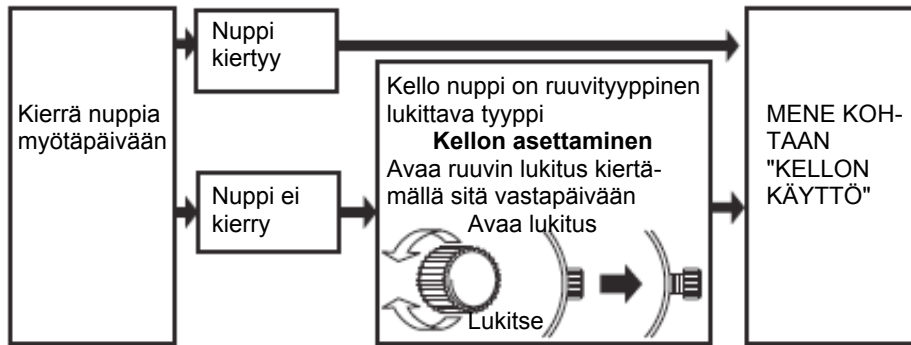 Kierrä nuppia
myötäpäivään
Nuppi
kiertyy
Nuppi ei
kierry
Kello nuppi on ruuvityyppinen
lukittava tyyppi
Kellon asettaminen
Avaa ruuvin lukitus kiertä-
mällä sitä vastapäivään
Avaa lukitus
Lukitse
MENE KOH-
TAAN
"KELLON
KÄYTTÖ"